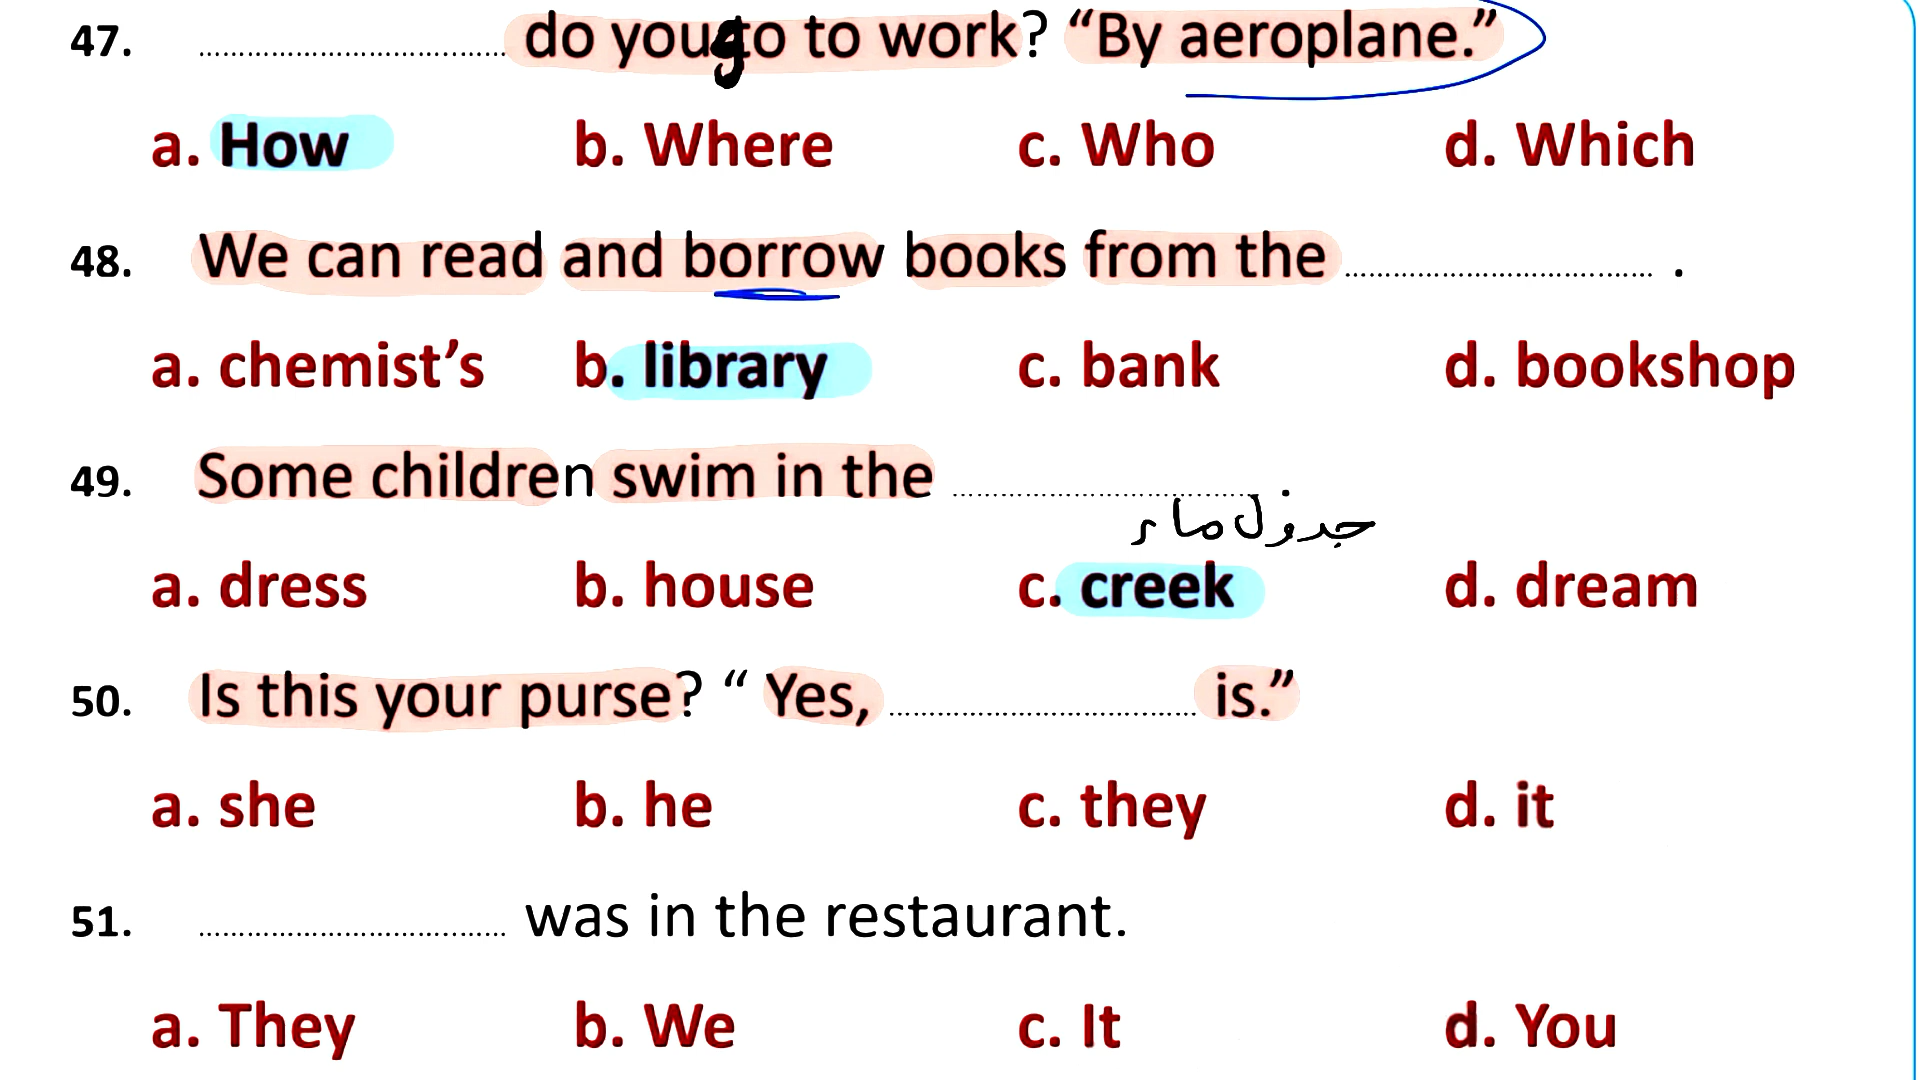 47. ........................ do you go to work? “By aeroplane.”
a. How b. Where c. Who d. Which
48. We can read and borrow books from the ........................ .
a. chemist’s b. library c. bank d. bookshop
49. Some children swim in the ........................ .
جدول ماء
a. dress b. house c. creek d. dream
50. Is this your purse? “ Yes, ........................ is.”
a. she b. he c. they d. it
51. ........................ was in the restaurant.
a. They b. We c. It d. You